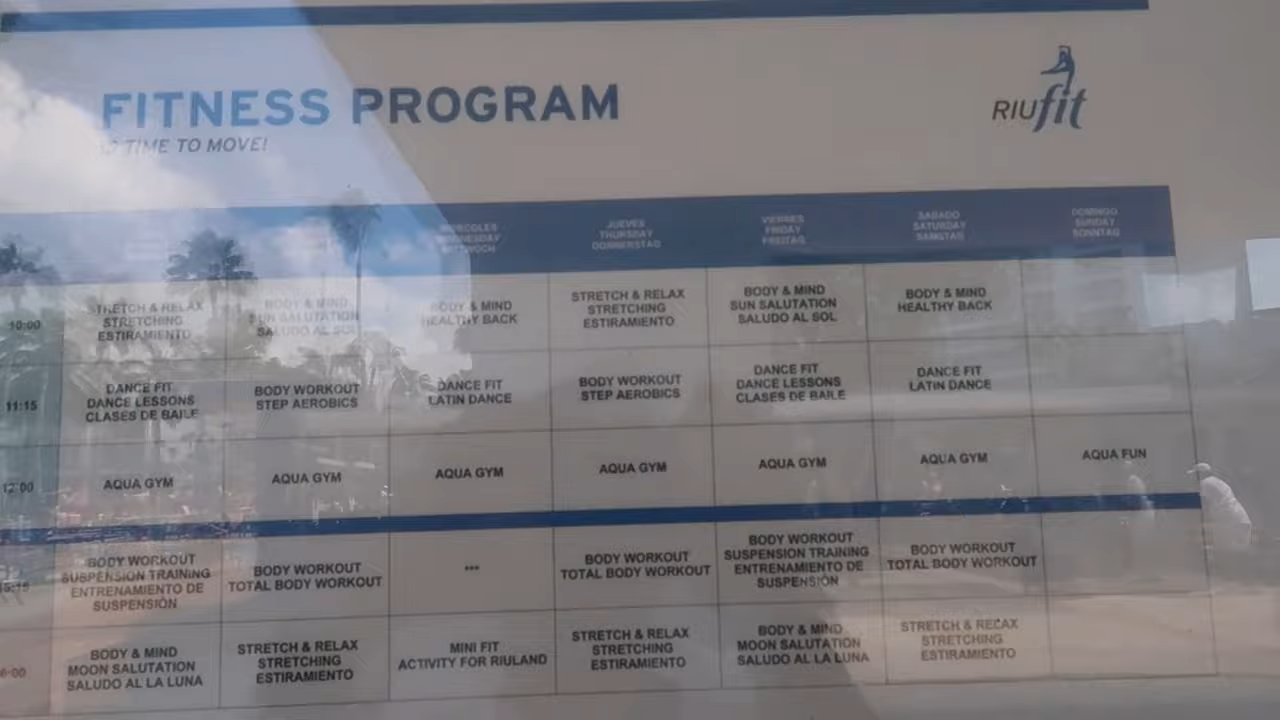 FITNESS PROGRAM
TIME TO MOVE!
RIUfit
MIERCOLES
WEDNESDAY
MITTWOCH
JUEVES
THURSDAY
DONNERSTAG
VIERNES
FRIDAY
FREITAG
SABADO
SATURDAY
SAMSTAG
DOMINGO
SUNDAY
SONNTAG
10:00
STRETCH & RELAX
STRETCHING
ESTIRAMIENTO
BODY & MIND
SUN SALUTATION
SALUDO AL SOL
BODY & MIND
HEALTHY BACK
STRETCH & RELAX
STRETCHING
ESTIRAMIENTO
BODY & MIND
SUN SALUTATION
SALUDO AL SOL
BODY & MIND
HEALTHY BACK
11:15
DANCE FIT
DANCE LESSONS
CLASES DE BAILE
BODY WORKOUT
STEP AEROBICS
DANCE FIT
LATIN DANCE
BODY WORKOUT
STEP AEROBICS
DANCE FIT
DANCE LESSONS
CLASES DE BAILE
DANCE FIT
LATIN DANCE
12:00
AQUA GYM
AQUA GYM
AQUA GYM
AQUA GYM
AQUA GYM
AQUA GYM
AQUA FUN
BODY WORKOUT
SUSPENSION TRAINING
ENTRENAMIENTO DE
SUSPENSIÓN
BODY WORKOUT
TOTAL BODY WORKOUT
***
BODY WORKOUT
TOTAL BODY WORKOUT
BODY WORKOUT
SUSPENSION TRAINING
ENTRENAMIENTO DE
SUSPENSIÓN
BODY WORKOUT
TOTAL BODY WORKOUT
BODY & MIND
MOON SALUTATION
SALUDO AL LA LUNA
STRETCH & RELAX
STRETCHING
ESTIRAMIENTO
MINI FIT
ACTIVITY FOR RIULAND
STRETCH & RELAX
STRETCHING
ESTIRAMIENTO
BODY & MIND
MOON SALUTATION
SALUDO AL LA LUNA
STRETCH & RELAX
STRETCHING
ESTIRAMIENTO